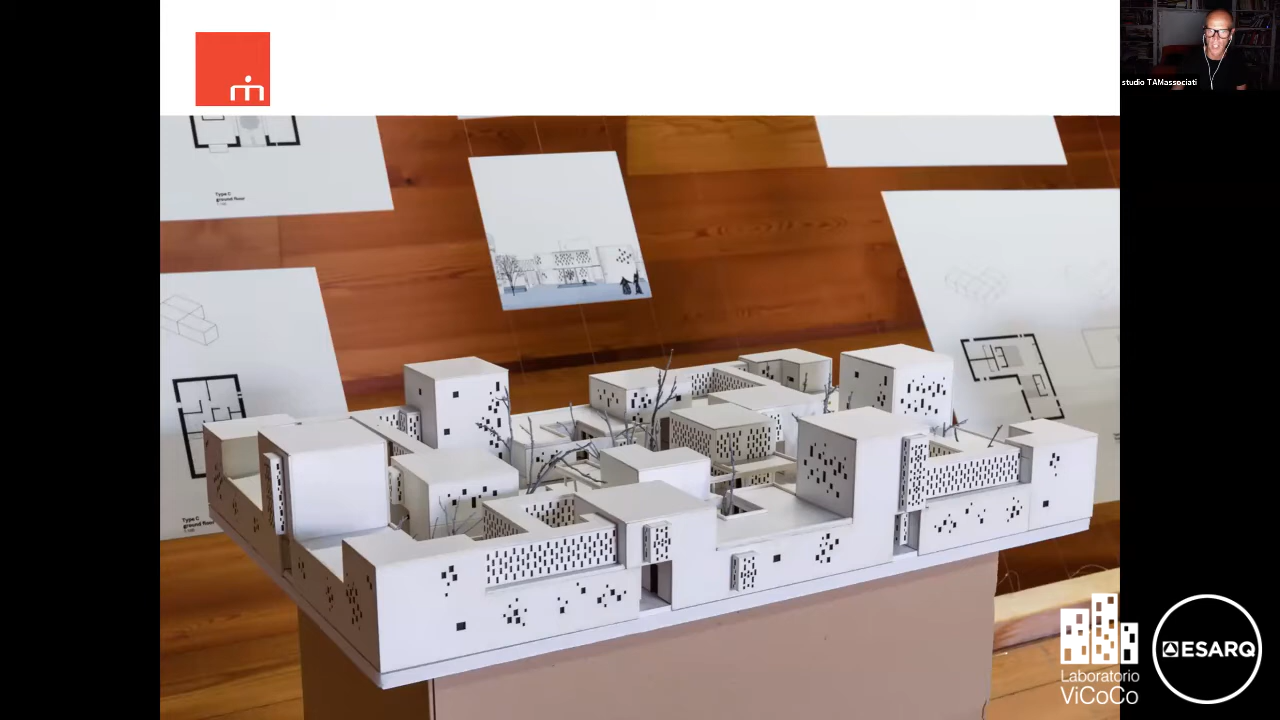 studio TAMassociati
Type C
ground floor
Type C
ground floor
Laboratorio
ViCoCo
ESARQ